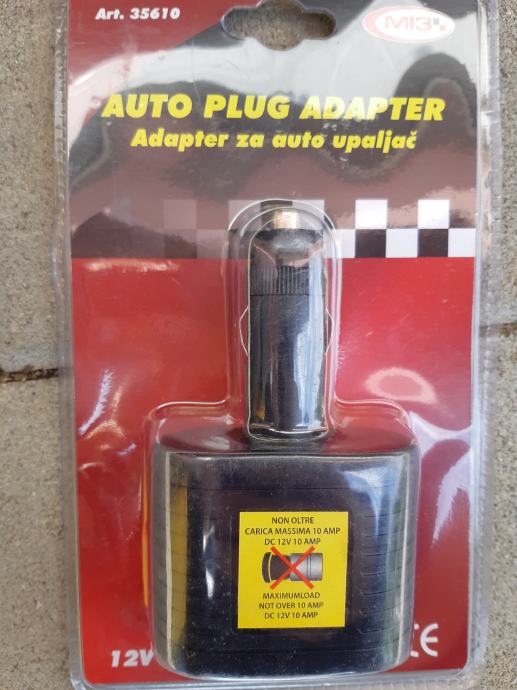 Art. 35610
M13
AUTO PLUG ADAPTER
Adapter za auto upaljač
NON OLTRE
CARICA MASSIMA 10 AMP
DC 12V 10 AMP
MAXIMUMLOAD
NOT OVER 10 AMP
DC 12V 10 AMP
12V
CE